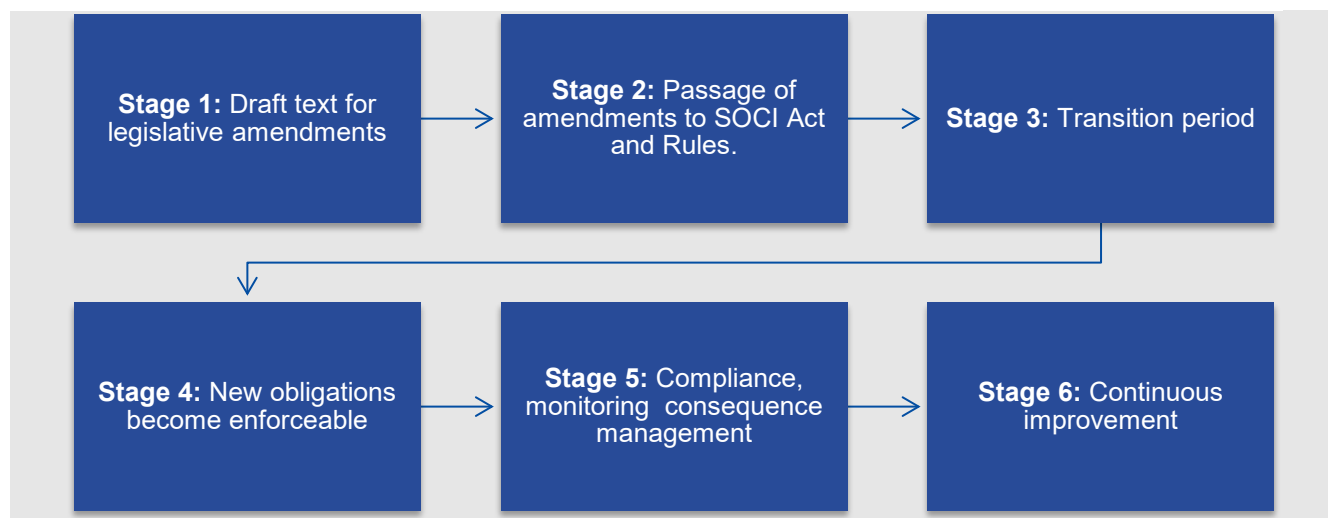 Stage 1: Draft text for
legislative amendments
Stage 2: Passage of
amendments to SOCI Act
and Rules.
Stage 3: Transition period
Stage 4: New obligations
become enforceable
Stage 5: Compliance,
monitoring  consequence
management
Stage 6: Continuous
improvement